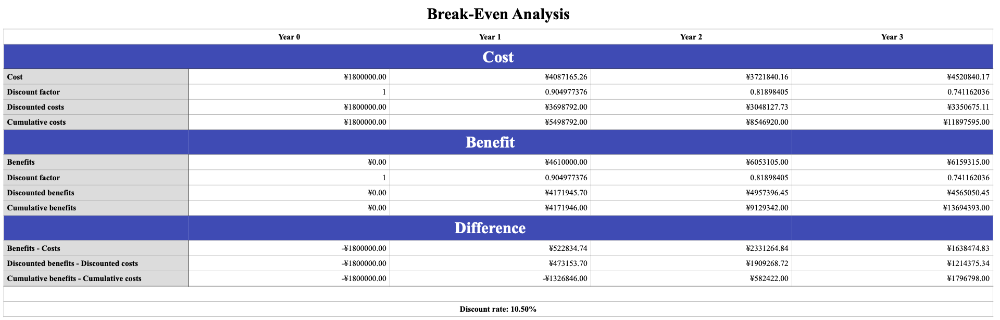 Break-Even Analysis
Year 0 Year 1 Year 2 Year 3
Cost
Cost ¥1800000.00 ¥4087165.26 ¥3721840.16 ¥4520840.17
Discount factor 1 0.904977376 0.81898405 0.741162036
Discounted costs ¥1800000.00 ¥3698792.00 ¥3048127.73 ¥3350675.11
Cumulative costs ¥1800000.00 ¥5498792.00 ¥8546920.00 ¥11897595.00
Benefit
Benefits ¥0.00 ¥4610000.00 ¥6053105.00 ¥6159315.00
Discount factor 1 0.904977376 0.81898405 0.741162036
Discounted benefits ¥0.00 ¥4171945.70 ¥4957396.45 ¥4565050.45
Cumulative benefits ¥0.00 ¥4171946.00 ¥9129342.00 ¥13694393.00
Difference
Benefits - Costs -¥1800000.00 ¥522834.74 ¥2331264.84 ¥1638474.83
Discounted benefits - Discounted costs -¥1800000.00 ¥473153.70 ¥1909268.72 ¥1214375.34
Cumulative benefits - Cumulative costs -¥1800000.00 -¥1326846.00 ¥582422.00 ¥1796798.00
Discount rate: 10.50%